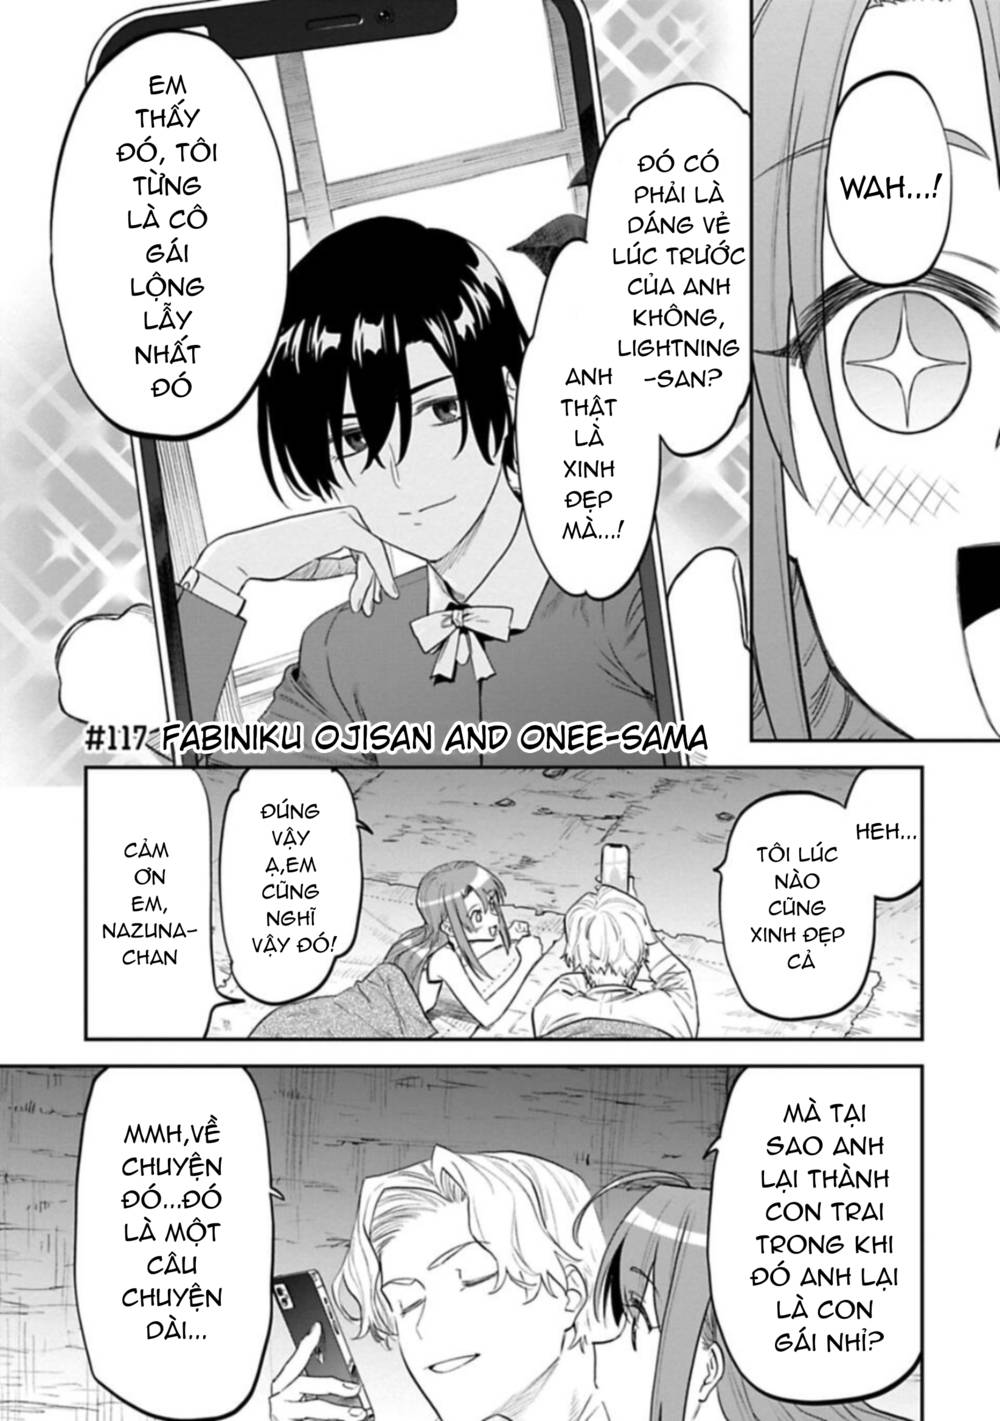 WAH...!
ĐÓ CÓ
PHẢI LÀ
DÁNG VẺ
LÚC TRƯỚC
CỦA ANH
KHÔNG,
LIGHTNING
-SAN?
ANH
THẬT
LÀ
XINH
ĐẸP
MÀ...!
EM
THẤY
ĐÓ, TÔI
TỪNG
LÀ CÔ
GÁI
LỘNG
LẪY
NHẤT
ĐÓ
#117 FABINIKU OJISAN AND ONEE-SAMA
HEH...
TÔI LÚC
NÀO
CŨNG
XINH ĐẸP
CẢ
ĐÚNG
VẬY
Ạ,EM
CŨNG
NGHĨ
VẬY ĐÓ!
CẢM
ƠN
EM,
NAZUNA-
CHAN
MÀ TẠI
SAO ANH
LẠI THÀNH
CON TRAI
TRONG KHI
ĐÓ ANH LẠI
LÀ CON
GÁI NHỈ?
MMH,VỀ
CHUYỆN
ĐÓ...ĐÓ
LÀ MỘT
CÂU
CHUYỆN
DÀI...